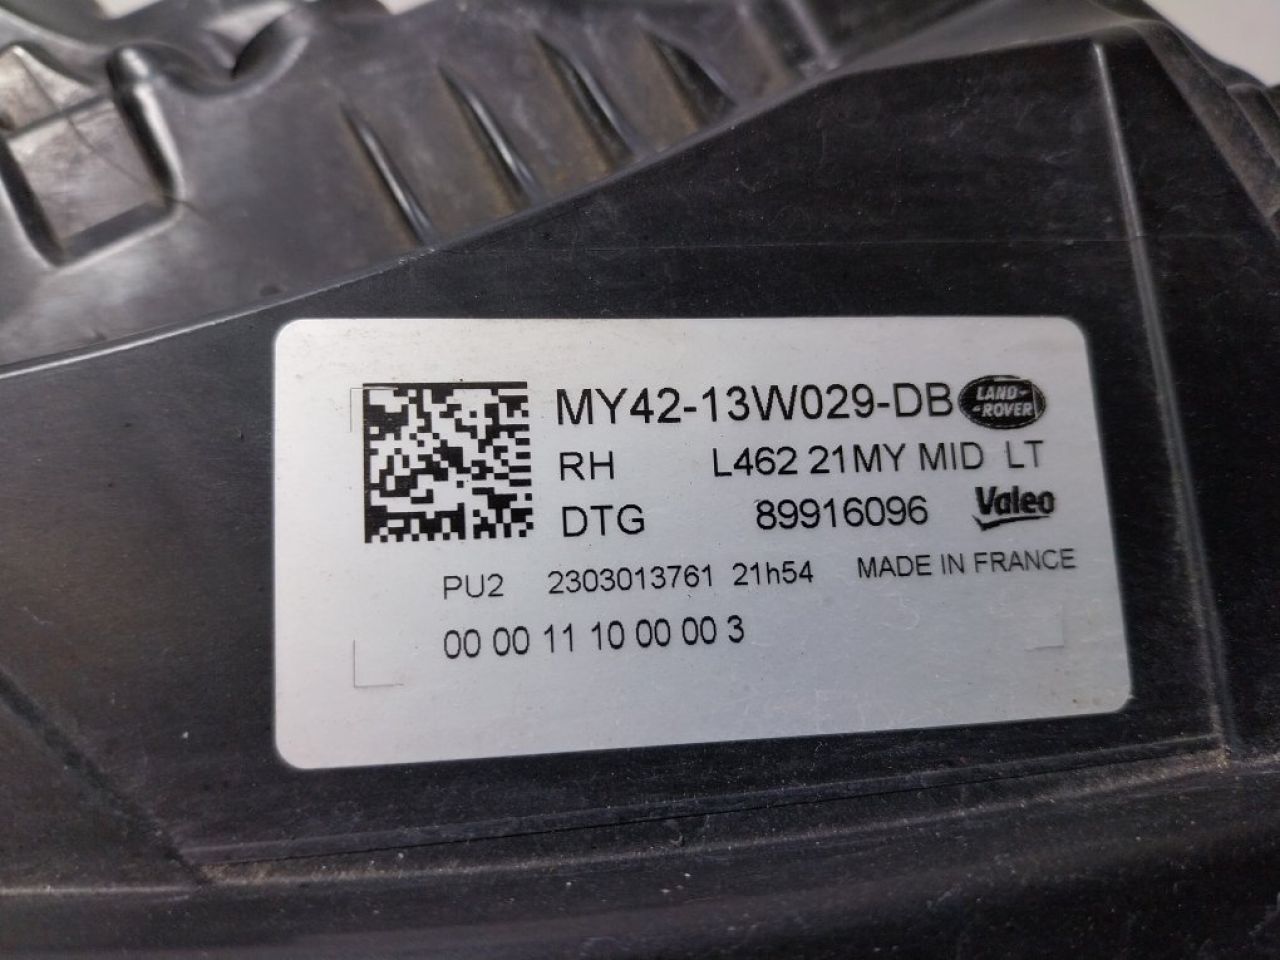 MY42-13W029-DB LAND-
-ROVER
RH L462 21MY MID LT
DTG 89916096 Valeo
PU2 2303013761 21h54 MADE IN FRANCE
00 00 11 10 00 00 3